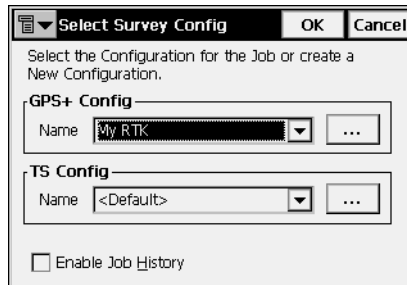 Select Survey Config OK Cancel
Select the Configuration for the Job or create a
New Configuration.
GPS+ Config
Name My RTK ...
TS Config
Name <Default> ...
Enable Job History